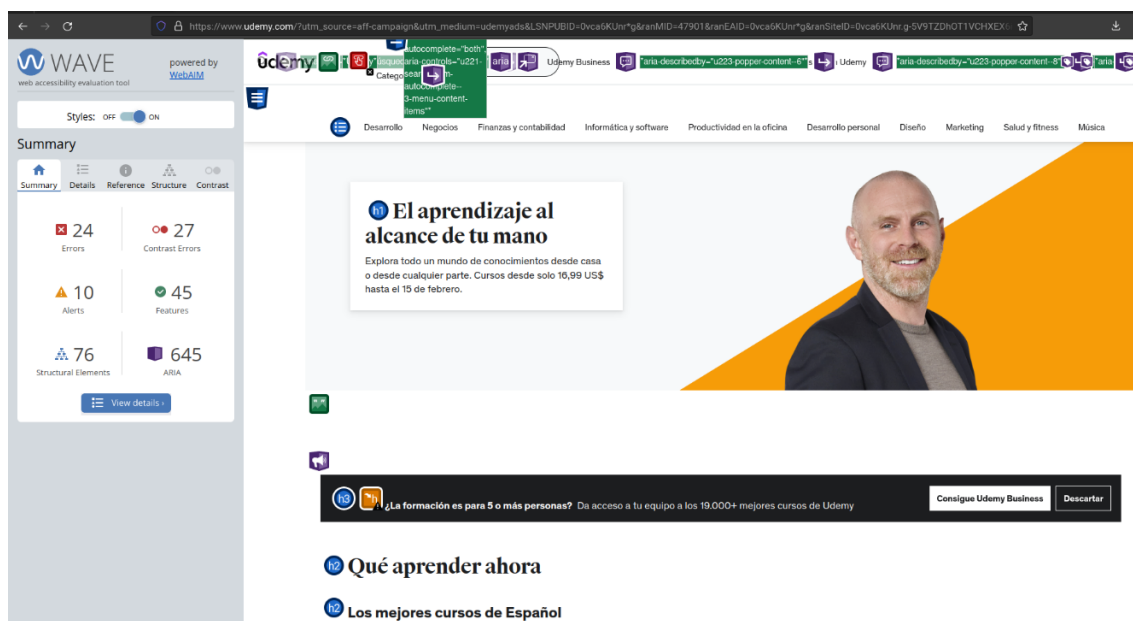 https://www.udemy.com/?utm_source=aff-campaign&utm_medium=udemyads&LSNPUBID=0vca6KUnr*g&ranMID=47901&ranEAID=0vca6KUnr*g&ranSiteID=0vca6KUnr.g-5V9TZDhOT1VCHXEX
WAVE
web accessibility evaluation tool
powered by
WebAIM
Styles: OFF ON
Summary
Summary Details Reference Structure Contrast
24
Errors
27
Contrast Errors
10
Alerts
45
Features
76
Structural Elements
645
ARIA
View details ›
ûdemy
Catego
autocomplete="both"
aria-controls="u221-
autocomplete--
3-menu-content-
items""
aria
Udemy Business
"aria-describedby="u223-popper-content--6""
Udemy
"aria-describedby="u223-popper-content--8"
"aria
Desarrollo Negocios Finanzas y contabilidad Informática y software Productividad en la oficina Desarrollo personal Diseño Marketing Salud y fitness Música
h1 El aprendizaje al
alcance de tu mano
Explora todo un mundo de conocimientos desde casa
o desde cualquier parte. Cursos desde solo 16,99 US$
hasta el 15 de febrero.
h3 h ¿La formación es para 5 o más personas? Da acceso a tu equipo a los 19.000+ mejores cursos de Udemy
Consigue Udemy Business
Descartar
h2 Qué aprender ahora
h2 Los mejores cursos de Español